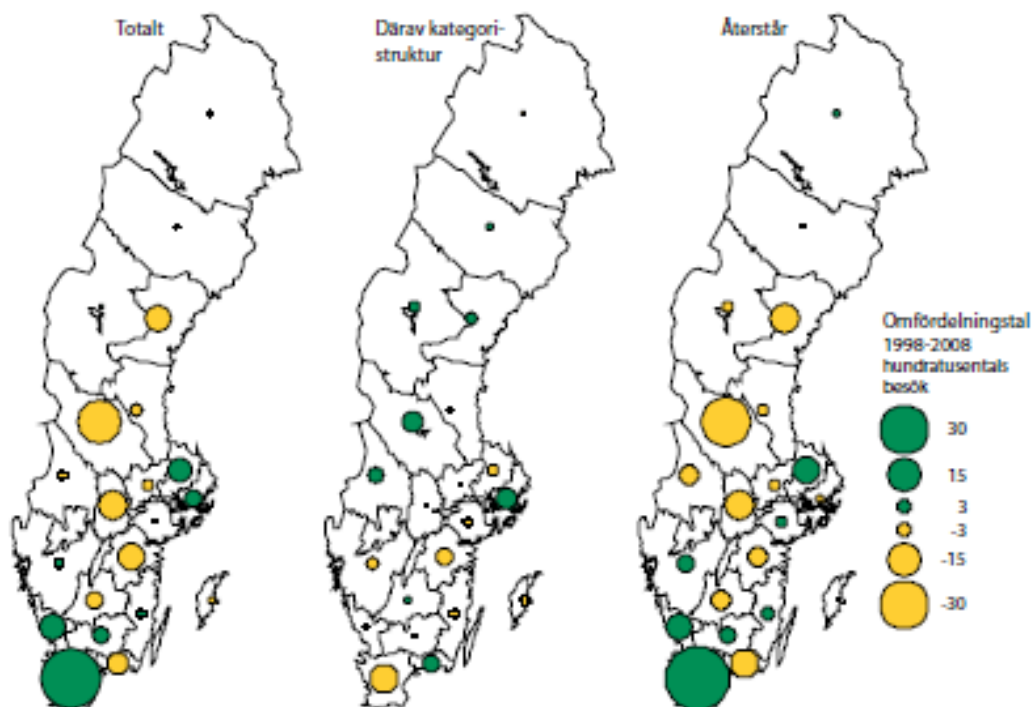 Totalt
Därav kategori-
struktur
Återstår
Omfördelningstal
1998-2008
hundratusentals
besök
30
15
3
-3
-15
-30